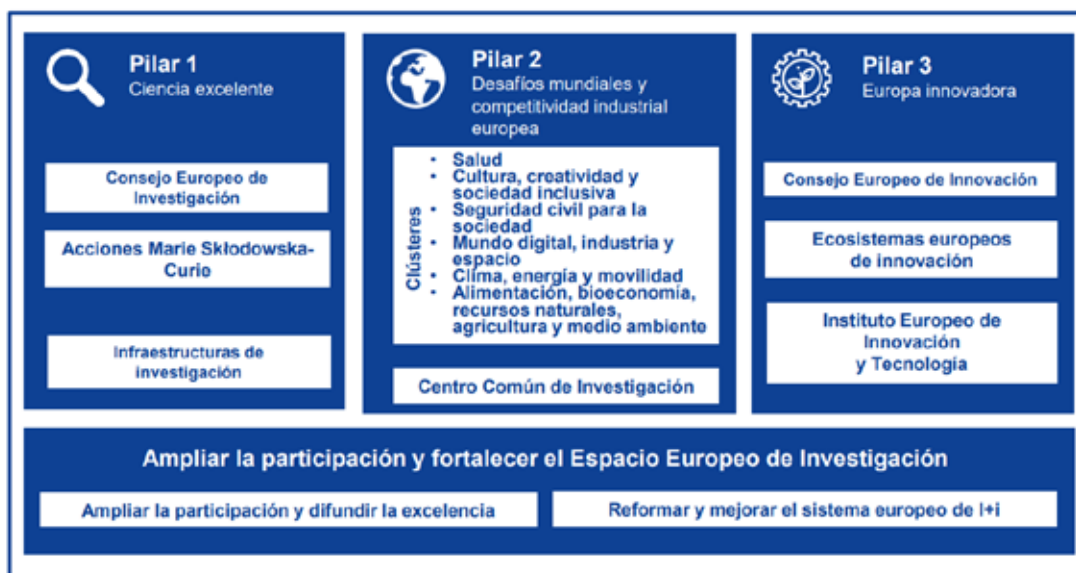 Pilar 1
Ciencia excelente
Consejo Europeo de
Investigación
Acciones Marie Skłodowska-
Curie
Infraestructuras de
investigación
Pilar 2
Desafíos mundiales y
competitividad industrial
europea
Clústeres
• Salud
• Cultura, creatividad y
sociedad inclusiva
• Seguridad civil para la
sociedad
• Mundo digital, industria y
espacio
• Clima, energía y movilidad
• Alimentación, bioeconomía,
recursos naturales,
agricultura y medio ambiente
Centro Común de Investigación
Pilar 3
Europa innovadora
Consejo Europeo de Innovación
Ecosistemas europeos
de innovación
Instituto Europeo de
Innovación
y Tecnología
Ampliar la participación y fortalecer el Espacio Europeo de Investigación
Ampliar la participación y difundir la excelencia
Reformar y mejorar el sistema europeo de I+i